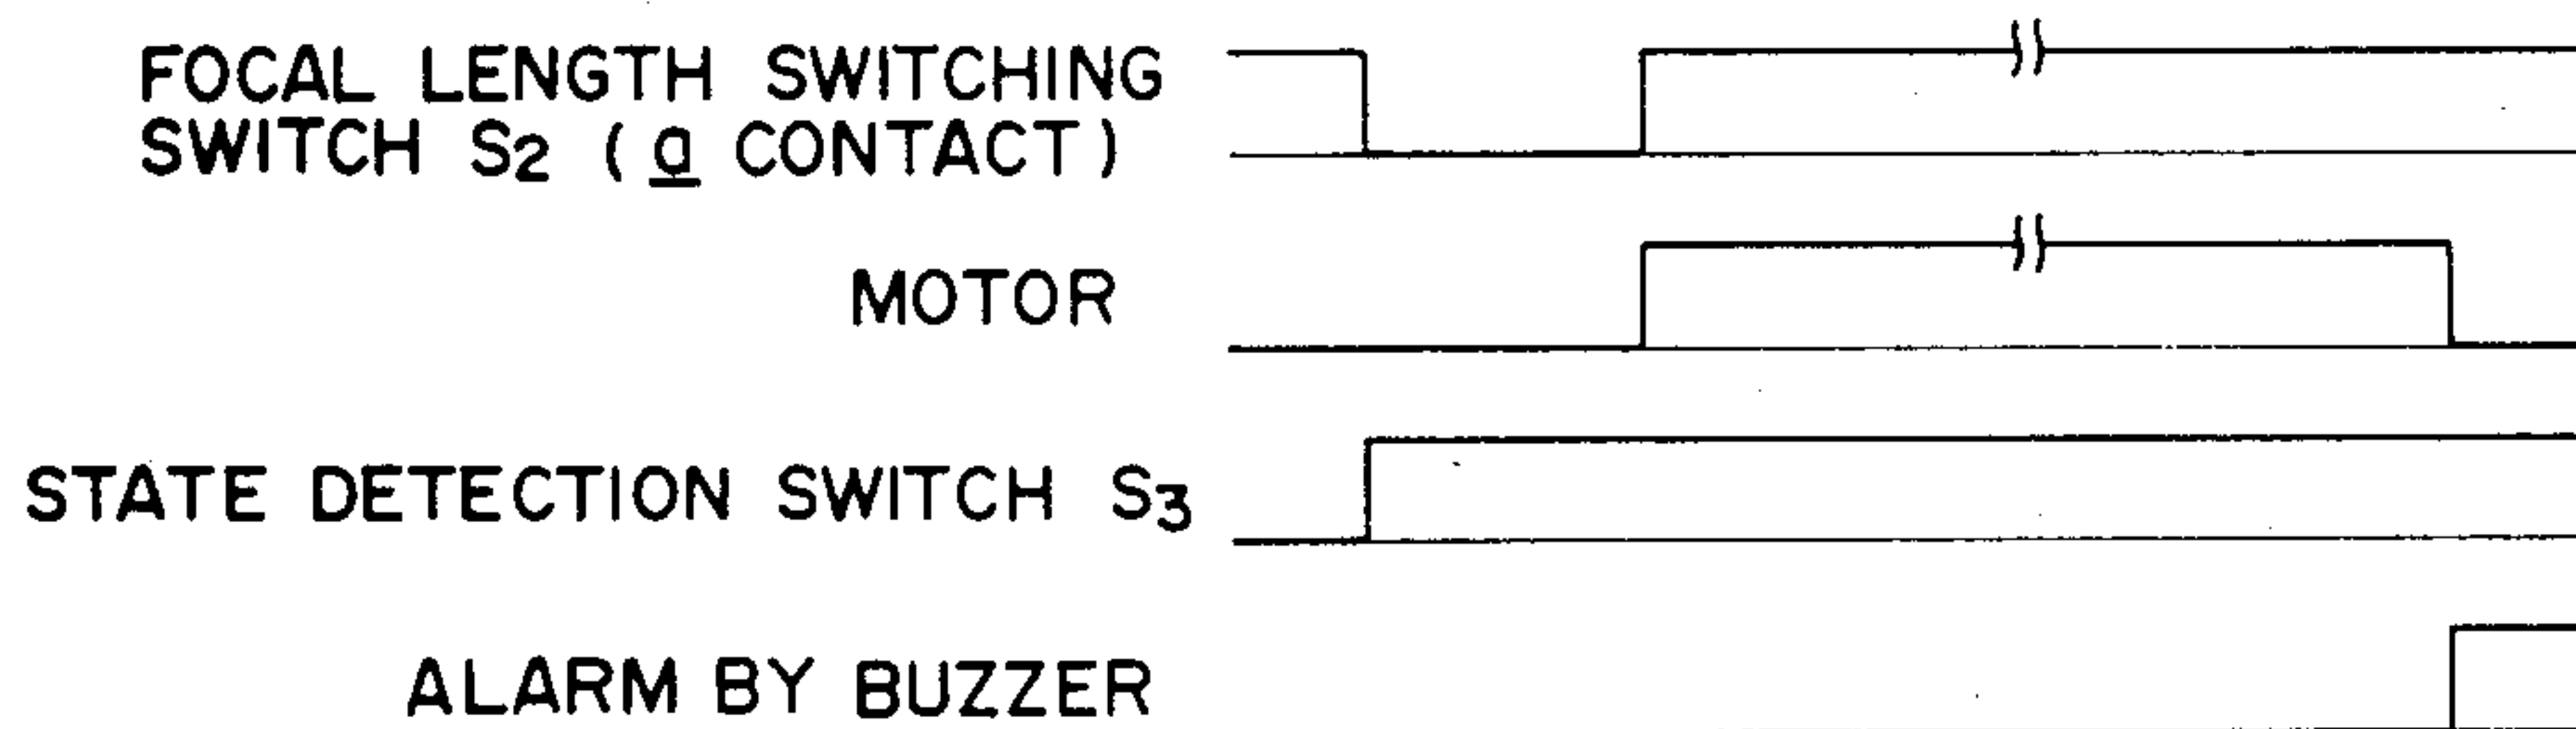 FOCAL LENGTH SWITCHING
SWITCH S2 ( a CONTACT )
MOTOR
STATE DETECTION SWITCH S3
ALARM BY BUZZER